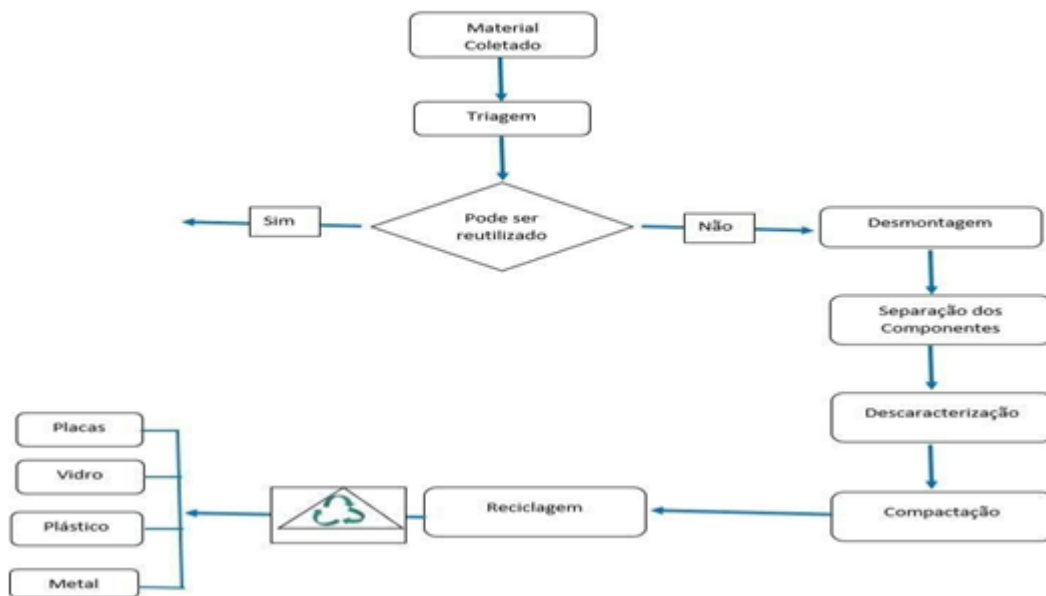 Material
Coletado
Triagem
Pode ser
reutilizado
Sim
Não
Desmontagem
Separação dos
Componentes
Descaracterização
Compactação
Reciclagem
Placas
Vidro
Plástico
Metal